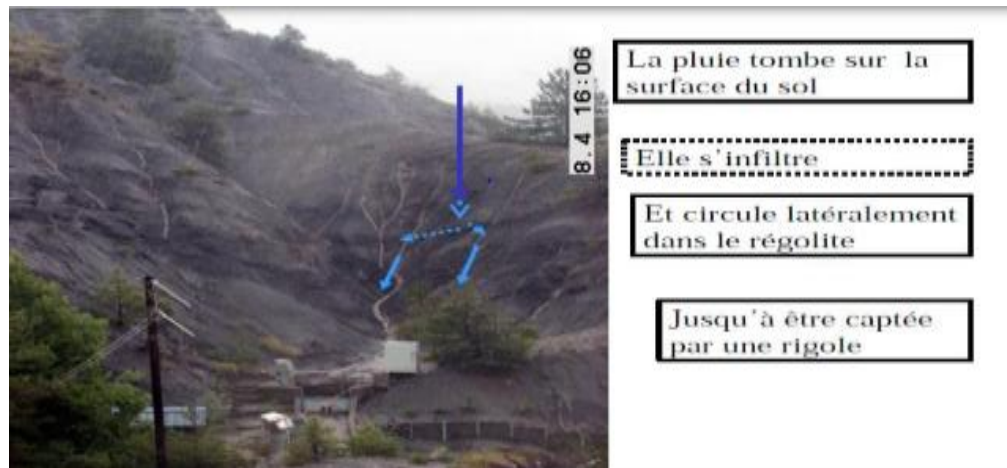 8.4 16:06
La pluie tombe sur la
surface du sol
Elle s'infiltre
Et circule latéralement
dans le régolite
Jusqu'à être captée
par une rigole